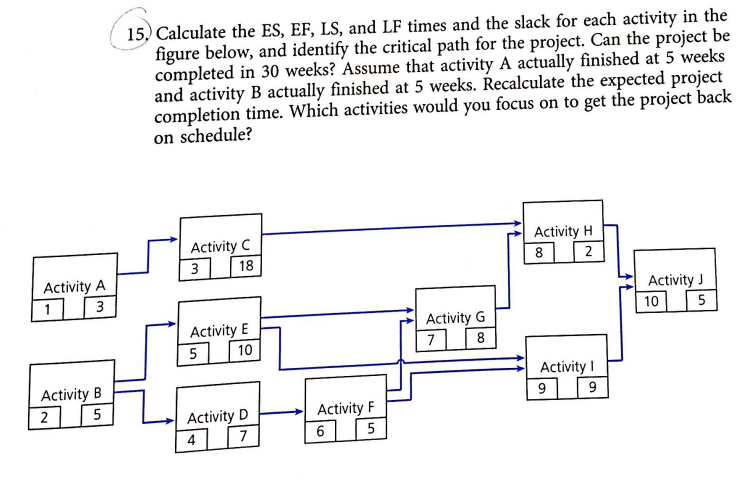 15. Calculate the ES, EF, LS, and LF times and the slack for each activity in the
figure below, and identify the critical path for the project. Can the project be
completed in 30 weeks? Assume that activity A actually finished at 5 weeks
and activity B actually finished at 5 weeks. Recalculate the expected project
completion time. Which activities would you focus on to get the project back
on schedule?
Activity H
8 2
Activity C
3 18
Activity J
10 5
Activity A
1 3
Activity G
7 8
Activity E
5 10
Activity I
9 9
Activity B
2 5
Activity F
6 5
Activity D
4 7